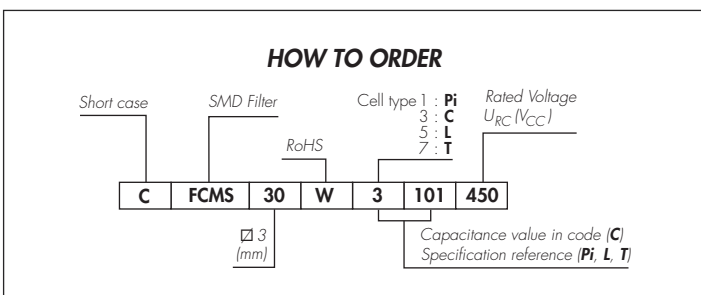 HOW TO ORDER
Short case
SMD Filter
RoHS
Cell type 1 : Pi
3 : C
5 : L
7 : T
Rated Voltage
URC (VCC)
C FCMS 30 W 3 101 450
3
(mm)
Capacitance value in code (C)
Specification reference (Pi, L, T)